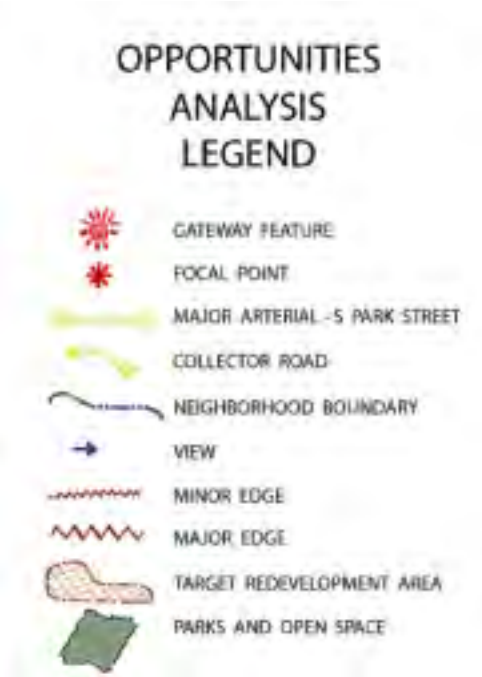 OPPORTUNITIES
ANALYSIS
LEGEND
GATEWAY FEATURE
FOCAL POINT
MAJOR ARTERIAL - S PARK STREET
COLLECTOR ROAD
NEIGHBORHOOD BOUNDARY
VIEW
MINOR EDGE
MAJOR EDGE
TARGET REDEVELOPMENT AREA
PARKS AND OPEN SPACE